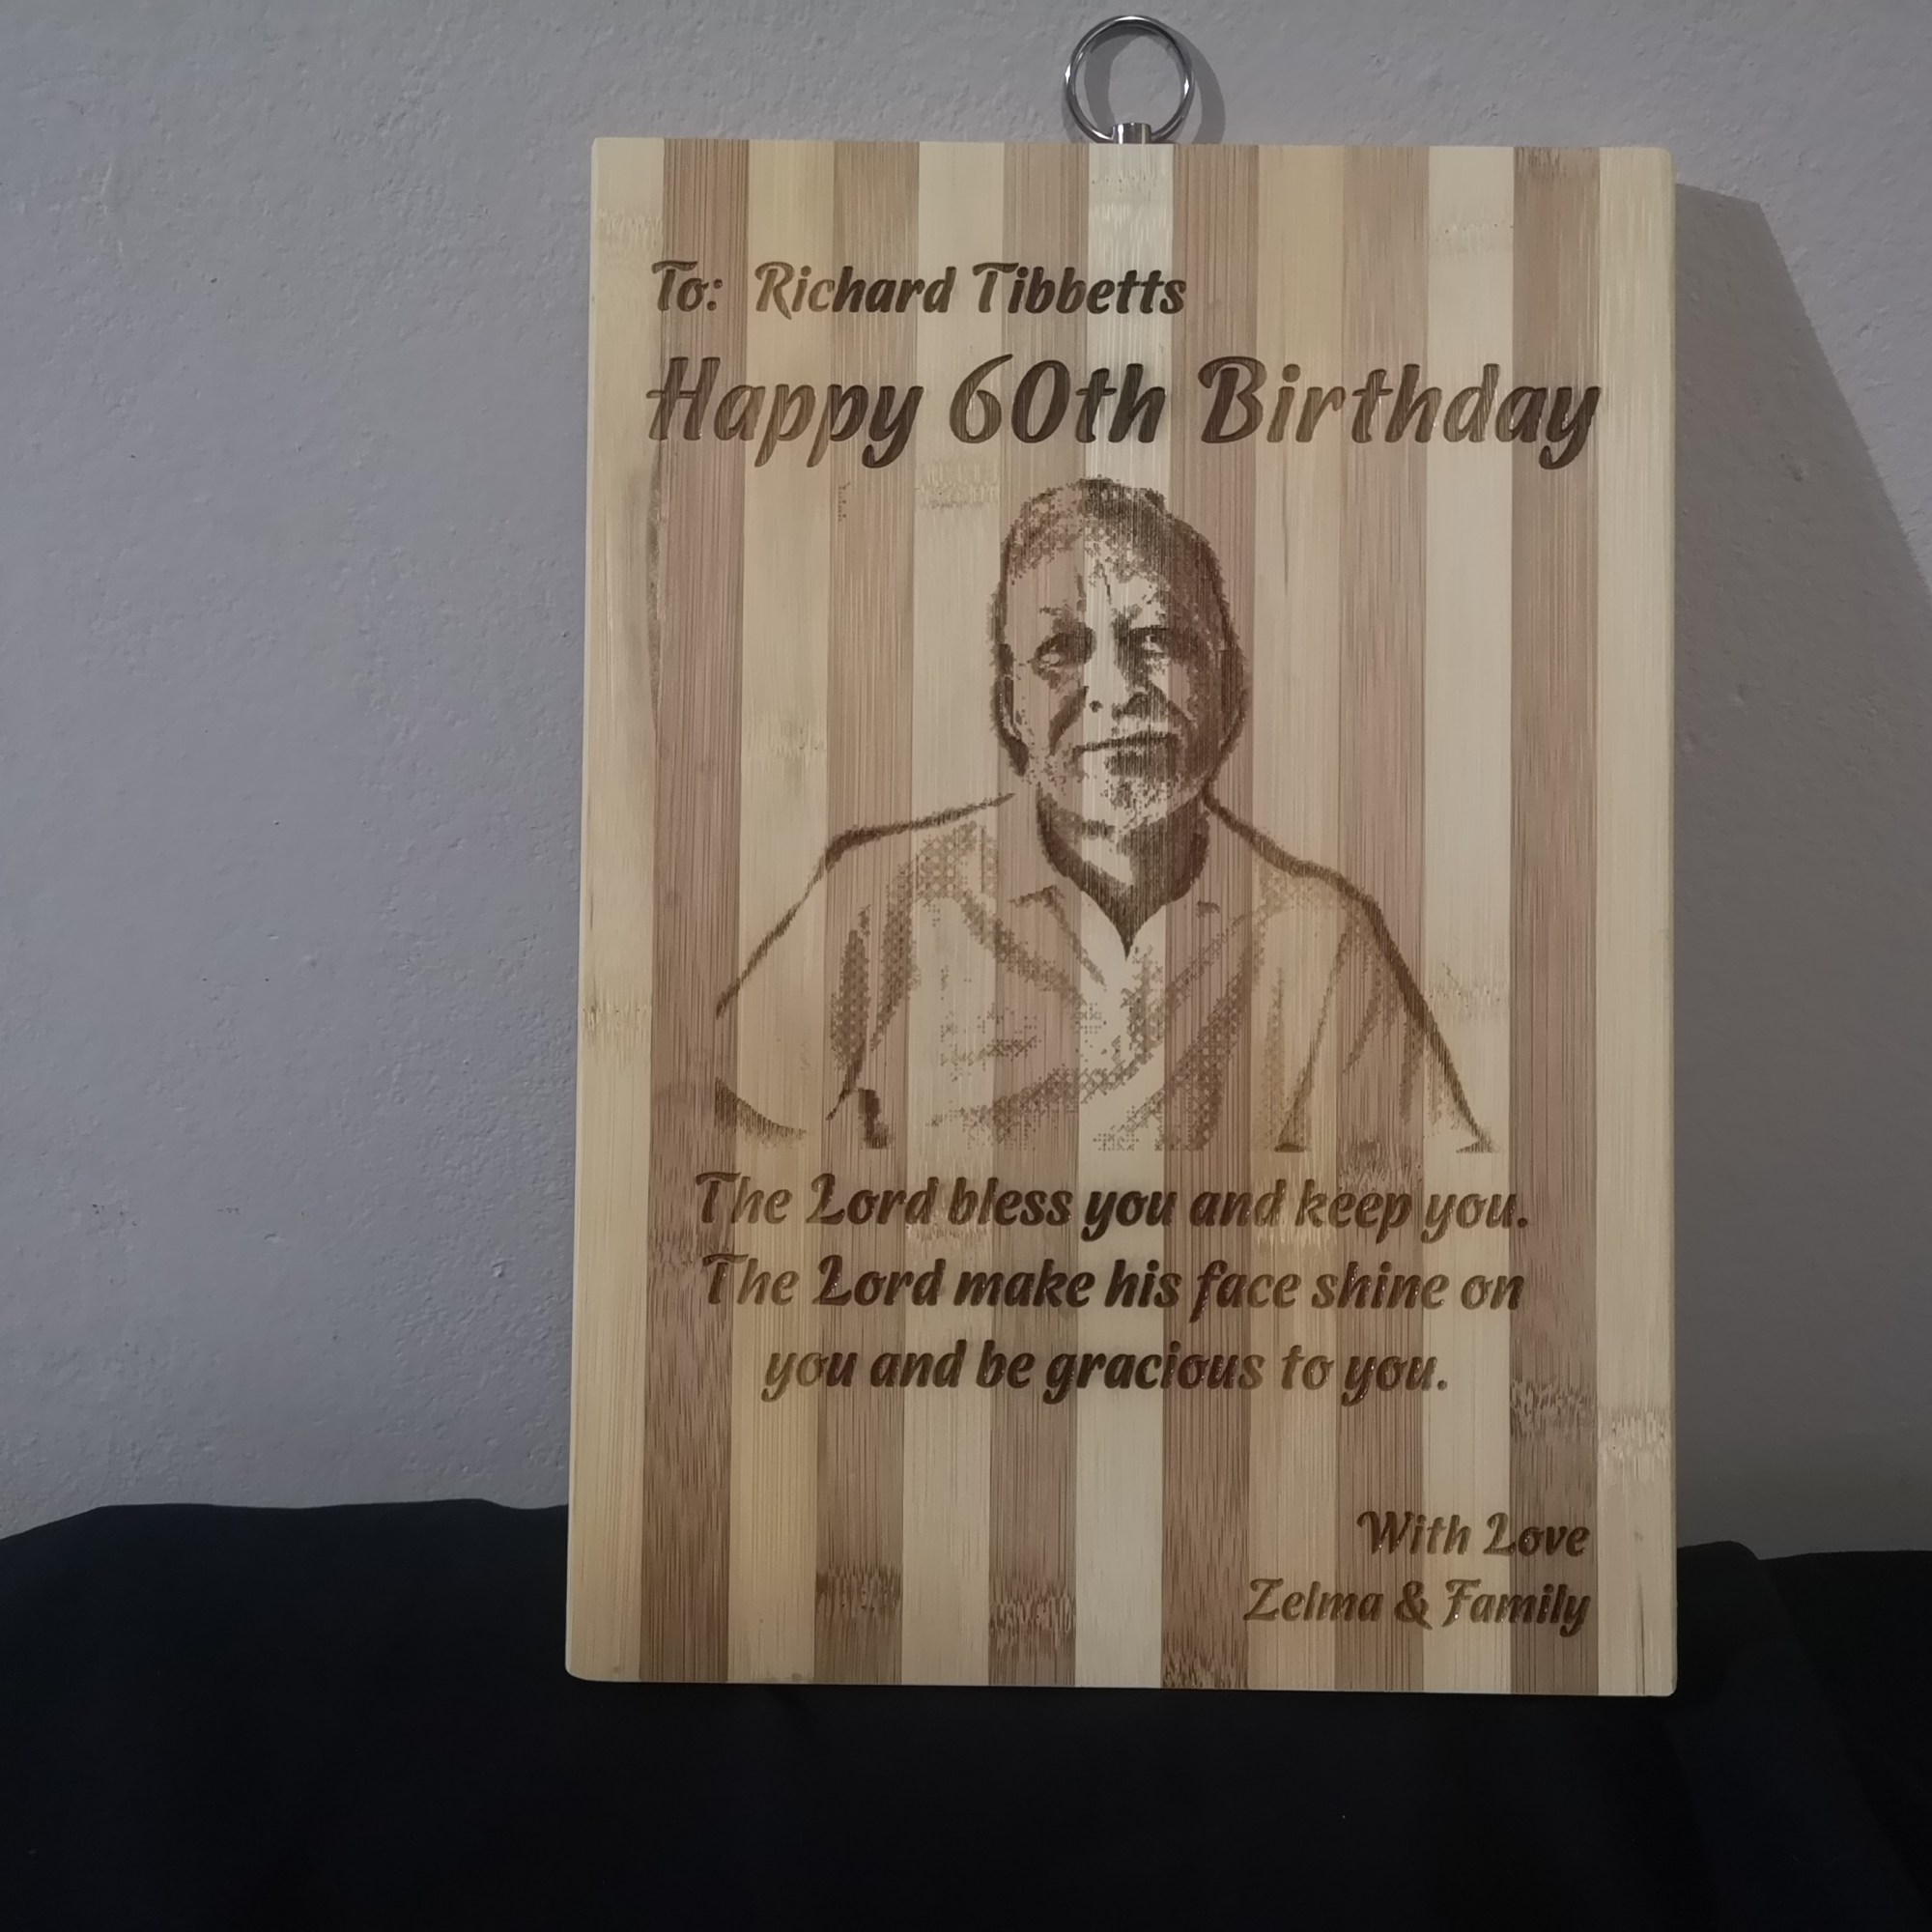 To: Richard Tibbetts
Happy 60th Birthday
The Lord bless you and keep you.
The Lord make his face shine on
you and be gracious to you.
With Love
Zelma & Family